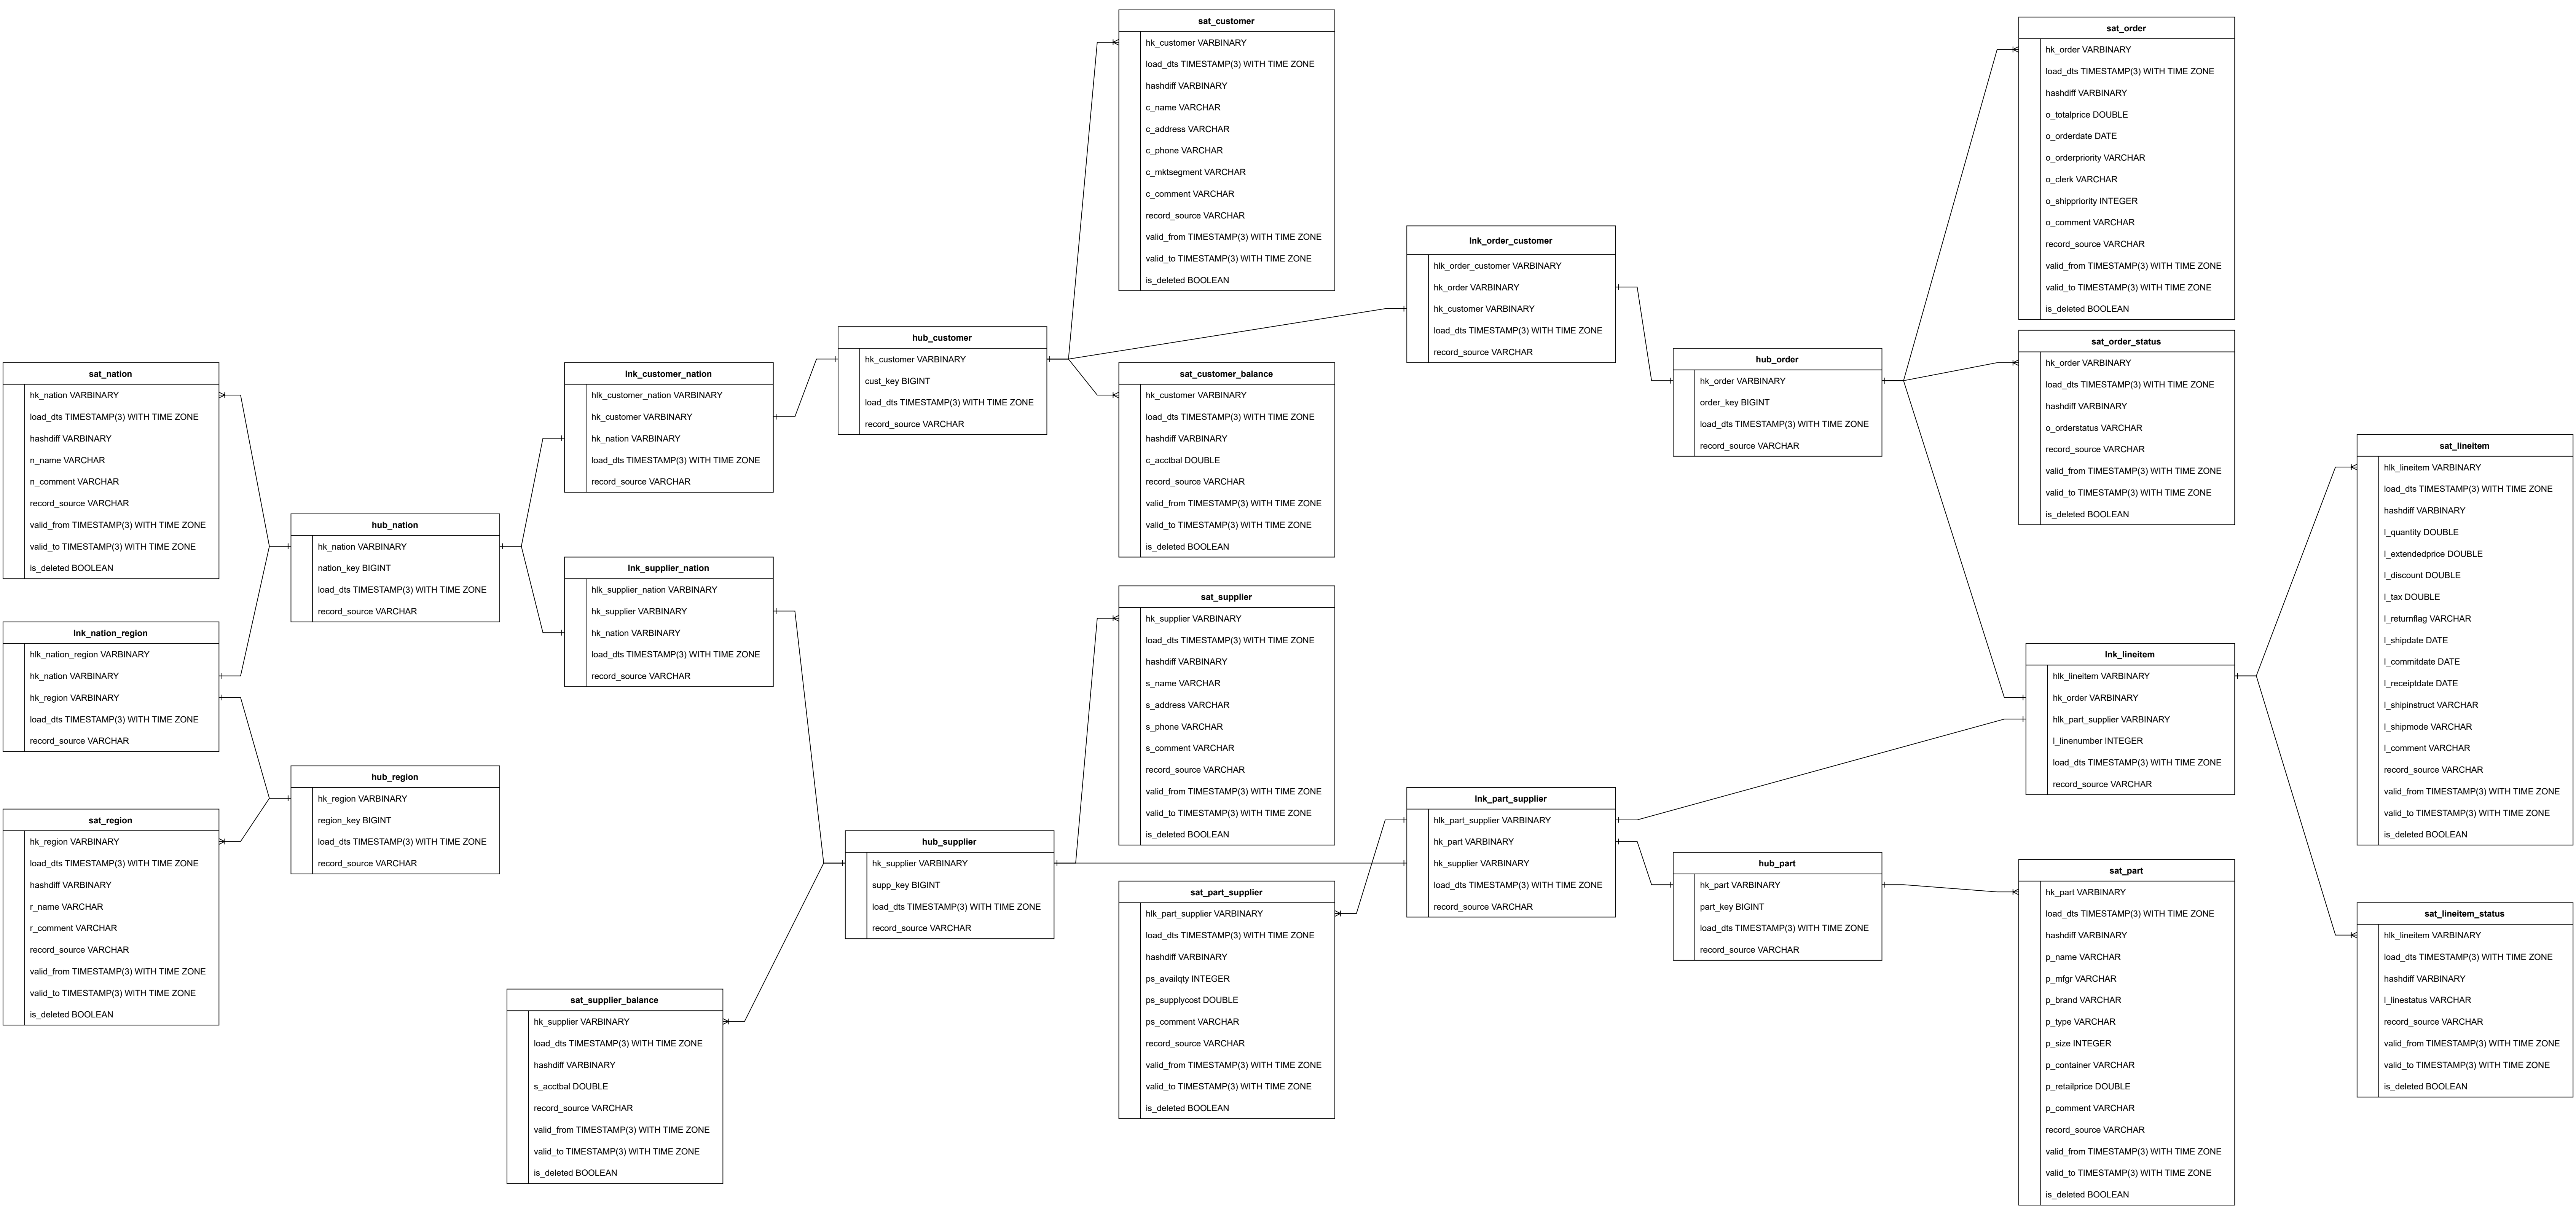 sat_nation
hk_nation VARBINARY
load_dts TIMESTAMP(3) WITH TIME ZONE
hashdiff VARBINARY
n_name VARCHAR
n_comment VARCHAR
record_source VARCHAR
valid_from TIMESTAMP(3) WITH TIME ZONE
valid_to TIMESTAMP(3) WITH TIME ZONE
is_deleted BOOLEAN
lnk_nation_region
hlk_nation_region VARBINARY
hk_nation VARBINARY
hk_region VARBINARY
load_dts TIMESTAMP(3) WITH TIME ZONE
record_source VARCHAR
sat_region
hk_region VARBINARY
load_dts TIMESTAMP(3) WITH TIME ZONE
hashdiff VARBINARY
r_name VARCHAR
r_comment VARCHAR
record_source VARCHAR
valid_from TIMESTAMP(3) WITH TIME ZONE
valid_to TIMESTAMP(3) WITH TIME ZONE
is_deleted BOOLEAN
hub_nation
hk_nation VARBINARY
nation_key BIGINT
load_dts TIMESTAMP(3) WITH TIME ZONE
record_source VARCHAR
hub_region
hk_region VARBINARY
region_key BIGINT
load_dts TIMESTAMP(3) WITH TIME ZONE
record_source VARCHAR
lnk_customer_nation
hlk_customer_nation VARBINARY
hk_customer VARBINARY
hk_nation VARBINARY
load_dts TIMESTAMP(3) WITH TIME ZONE
record_source VARCHAR
lnk_supplier_nation
hlk_supplier_nation VARBINARY
hk_supplier VARBINARY
hk_nation VARBINARY
load_dts TIMESTAMP(3) WITH TIME ZONE
record_source VARCHAR
sat_supplier_balance
hk_supplier VARBINARY
load_dts TIMESTAMP(3) WITH TIME ZONE
hashdiff VARBINARY
s_acctbal DOUBLE
record_source VARCHAR
valid_from TIMESTAMP(3) WITH TIME ZONE
valid_to TIMESTAMP(3) WITH TIME ZONE
is_deleted BOOLEAN
hub_customer
hk_customer VARBINARY
cust_key BIGINT
load_dts TIMESTAMP(3) WITH TIME ZONE
record_source VARCHAR
hub_supplier
hk_supplier VARBINARY
supp_key BIGINT
load_dts TIMESTAMP(3) WITH TIME ZONE
record_source VARCHAR
sat_customer
hk_customer VARBINARY
load_dts TIMESTAMP(3) WITH TIME ZONE
hashdiff VARBINARY
c_name VARCHAR
c_address VARCHAR
c_phone VARCHAR
c_mktsegment VARCHAR
c_comment VARCHAR
record_source VARCHAR
valid_from TIMESTAMP(3) WITH TIME ZONE
valid_to TIMESTAMP(3) WITH TIME ZONE
is_deleted BOOLEAN
sat_customer_balance
hk_customer VARBINARY
load_dts TIMESTAMP(3) WITH TIME ZONE
hashdiff VARBINARY
c_acctbal DOUBLE
record_source VARCHAR
valid_from TIMESTAMP(3) WITH TIME ZONE
valid_to TIMESTAMP(3) WITH TIME ZONE
is_deleted BOOLEAN
sat_supplier
hk_supplier VARBINARY
load_dts TIMESTAMP(3) WITH TIME ZONE
hashdiff VARBINARY
s_name VARCHAR
s_address VARCHAR
s_phone VARCHAR
s_comment VARCHAR
record_source VARCHAR
valid_from TIMESTAMP(3) WITH TIME ZONE
valid_to TIMESTAMP(3) WITH TIME ZONE
is_deleted BOOLEAN
sat_part_supplier
hlk_part_supplier VARBINARY
load_dts TIMESTAMP(3) WITH TIME ZONE
hashdiff VARBINARY
ps_availqty INTEGER
ps_supplycost DOUBLE
ps_comment VARCHAR
record_source VARCHAR
valid_from TIMESTAMP(3) WITH TIME ZONE
valid_to TIMESTAMP(3) WITH TIME ZONE
is_deleted BOOLEAN
lnk_order_customer
hlk_order_customer VARBINARY
hk_order VARBINARY
hk_customer VARBINARY
load_dts TIMESTAMP(3) WITH TIME ZONE
record_source VARCHAR
lnk_part_supplier
hlk_part_supplier VARBINARY
hk_part VARBINARY
hk_supplier VARBINARY
load_dts TIMESTAMP(3) WITH TIME ZONE
record_source VARCHAR
hub_order
hk_order VARBINARY
order_key BIGINT
load_dts TIMESTAMP(3) WITH TIME ZONE
record_source VARCHAR
hub_part
hk_part VARBINARY
part_key BIGINT
load_dts TIMESTAMP(3) WITH TIME ZONE
record_source VARCHAR
sat_order
hk_order VARBINARY
load_dts TIMESTAMP(3) WITH TIME ZONE
hashdiff VARBINARY
o_totalprice DOUBLE
o_orderdate DATE
o_orderpriority VARCHAR
o_clerk VARCHAR
o_shippriority INTEGER
o_comment VARCHAR
record_source VARCHAR
valid_from TIMESTAMP(3) WITH TIME ZONE
valid_to TIMESTAMP(3) WITH TIME ZONE
is_deleted BOOLEAN
sat_order_status
hk_order VARBINARY
load_dts TIMESTAMP(3) WITH TIME ZONE
hashdiff VARBINARY
o_orderstatus VARCHAR
record_source VARCHAR
valid_from TIMESTAMP(3) WITH TIME ZONE
valid_to TIMESTAMP(3) WITH TIME ZONE
is_deleted BOOLEAN
lnk_lineitem
hlk_lineitem VARBINARY
hk_order VARBINARY
hlk_part_supplier VARBINARY
l_linenumber INTEGER
load_dts TIMESTAMP(3) WITH TIME ZONE
record_source VARCHAR
sat_part
hk_part VARBINARY
load_dts TIMESTAMP(3) WITH TIME ZONE
hashdiff VARBINARY
p_name VARCHAR
p_mfgr VARCHAR
p_brand VARCHAR
p_type VARCHAR
p_size INTEGER
p_container VARCHAR
p_retailprice DOUBLE
p_comment VARCHAR
record_source VARCHAR
valid_from TIMESTAMP(3) WITH TIME ZONE
valid_to TIMESTAMP(3) WITH TIME ZONE
is_deleted BOOLEAN
sat_lineitem
hlk_lineitem VARBINARY
load_dts TIMESTAMP(3) WITH TIME ZONE
hashdiff VARBINARY
l_quantity DOUBLE
l_extendedprice DOUBLE
l_discount DOUBLE
l_tax DOUBLE
l_returnflag VARCHAR
l_shipdate DATE
l_commitdate DATE
l_receiptdate DATE
l_shipinstruct VARCHAR
l_shipmode VARCHAR
l_comment VARCHAR
record_source VARCHAR
valid_from TIMESTAMP(3) WITH TIME ZONE
valid_to TIMESTAMP(3) WITH TIME ZONE
is_deleted BOOLEAN
sat_lineitem_status
hlk_lineitem VARBINARY
load_dts TIMESTAMP(3) WITH TIME ZONE
hashdiff VARBINARY
l_linestatus VARCHAR
record_source VARCHAR
valid_from TIMESTAMP(3) WITH TIME ZONE
valid_to TIMESTAMP(3) WITH TIME ZONE
is_deleted BOOLEAN